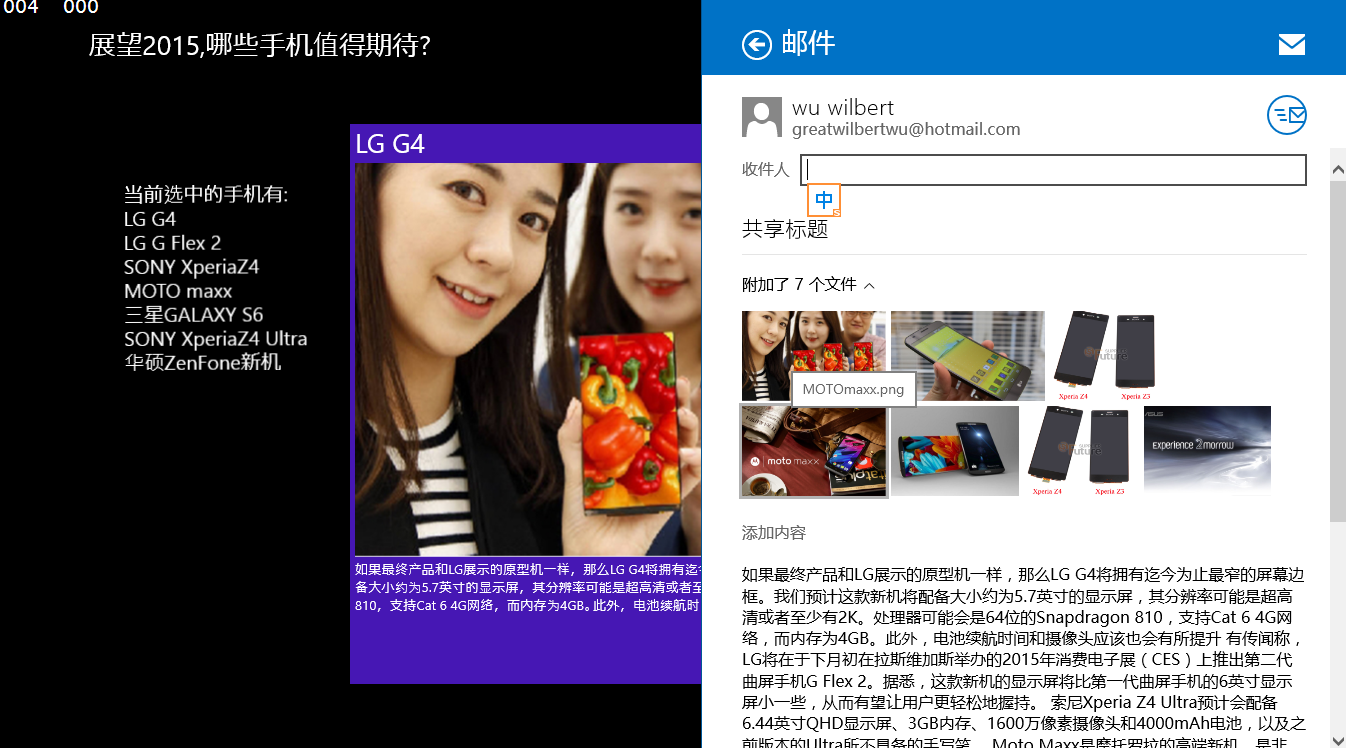 004 000
展望2015,哪些手机值得期待?
当前选中的手机有:
LG G4
LG G Flex 2
SONY XperiaZ4
MOTO maxx
三星GALAXY S6
SONY XperiaZ4 Ultra
华硕ZenFone新机
LG G4
如果最终产品和LG展示的原型机一样，那么LG G4将拥有迄
备大小约为5.7英寸的显示屏，其分辨率可能是超高清或者至
810，支持Cat 6 4G网络，而内存为4GB。此外，电池续航时
邮件
wu wilbert
greatwilbertwu@hotmail.com
收件人
中
共享标题
附加了 7 个文件
MOTOmaxx.png
Xperia Z4 Xperia Z3
moto maxx
Xperia Z4 Xperia Z3
ASUS
EXPERIENCE 2morrow
添加内容
如果最终产品和LG展示的原型机一样，那么LG G4将拥有迄今为止最窄的屏幕边
框。我们预计这款新机将配备大小约为5.7英寸的显示屏，其分辨率可能是超高
清或者至少有2K。处理器可能会是64位的Snapdragon 810，支持Cat 6 4G网
络，而内存为4GB。此外，电池续航时间和摄像头应该也会有所提升 有传闻称，
LG将在于下月初在拉斯维加斯举办的2015年消费电子展（CES）上推出第二代
曲屏手机G Flex 2。据悉，这款新机的显示屏将比第一代曲屏手机的6英寸显示
屏小一些，从而有望让用户更轻松地握持。 索尼Xperia Z4 Ultra预计会配备
6.44英寸QHD显示屏、3GB内存、1600万像素摄像头和4000mAh电池，以及之
前版本的Ultra所不具备的手写笔。 Moto Maxx是摩托罗拉的高端新机，是非